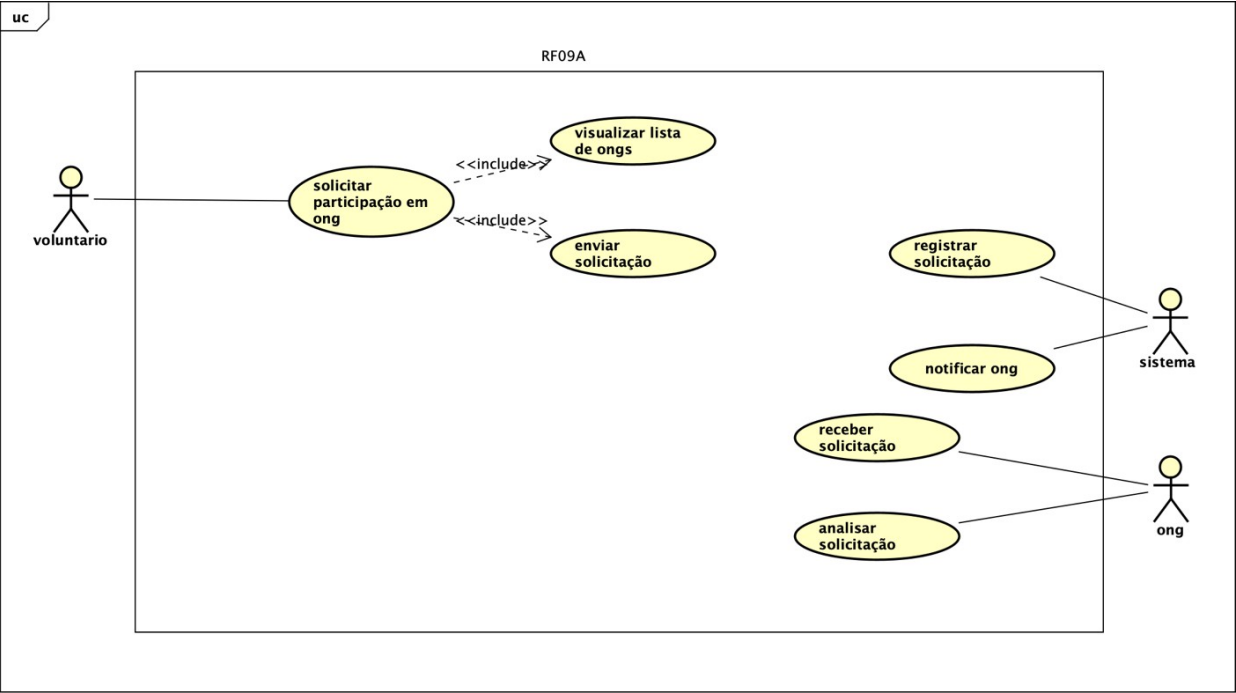 uc
RF09A
visualizar lista
de ongs
<<include>>
solicitar
participação em
ong
<<include>>
voluntario
enviar
solicitação
registrar
solicitação
sistema
notificar ong
receber
solicitação
analisar
solicitação
ong